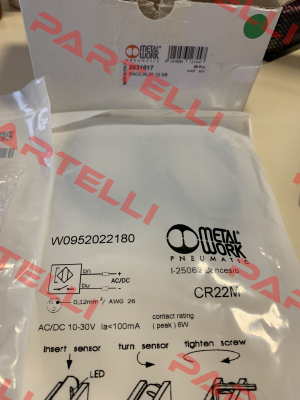 METAL
WORK
PNEUMATIC
2031017
PARTELLI
W0952022180
METAL
WORK
PNEUMATIC
I-25062 Concesio
bn
+
AC/DC
bu
-
0,12mm² / AWG 26
CR22M
AC/DC 10-30V Ia<100mA
contact rating
( peak ) 6W
insert sensor
turn sensor
tighten screw
LED